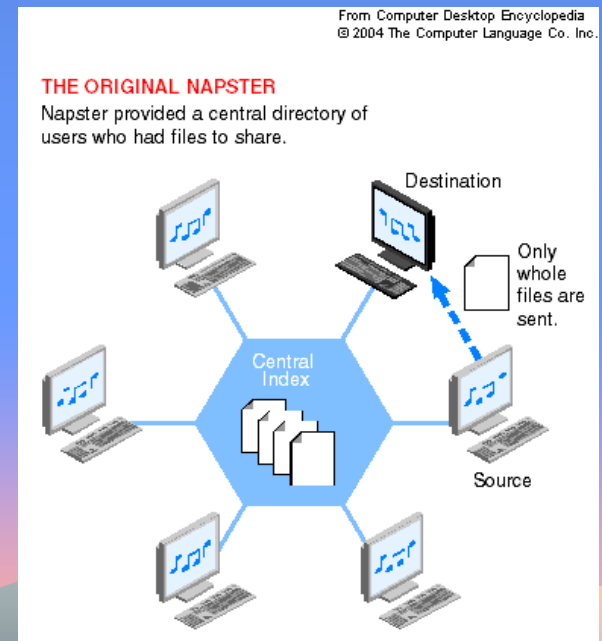 From Computer Desktop Encyclopedia
© 2004 The Computer Language Co. Inc.
THE ORIGINAL NAPSTER
Napster provided a central directory of
users who had files to share.
Destination
Only
whole
files are
sent.
Central
Index
Source